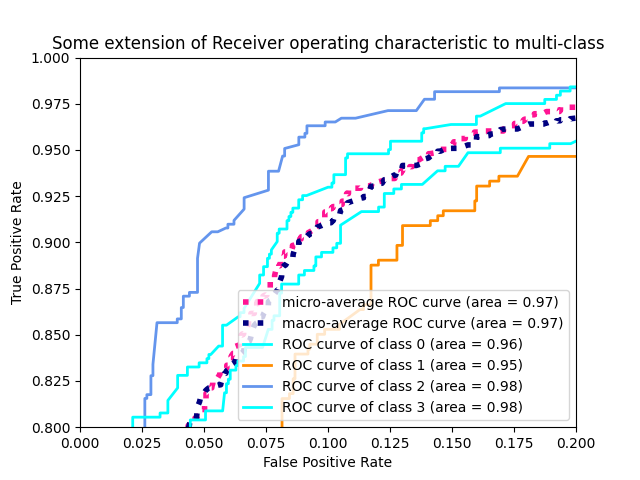 Some extension of Receiver operating characteristic to multi-class
1.000
0.975
0.950
0.925
0.900
0.875
0.850
0.825
0.800
True Positive Rate
micro-average ROC curve (area = 0.97)
macro-average ROC curve (area = 0.97)
ROC curve of class 0 (area = 0.96)
ROC curve of class 1 (area = 0.95)
ROC curve of class 2 (area = 0.98)
ROC curve of class 3 (area = 0.98)
0.000 0.025 0.050 0.075 0.100 0.125 0.150 0.175 0.200
False Positive Rate